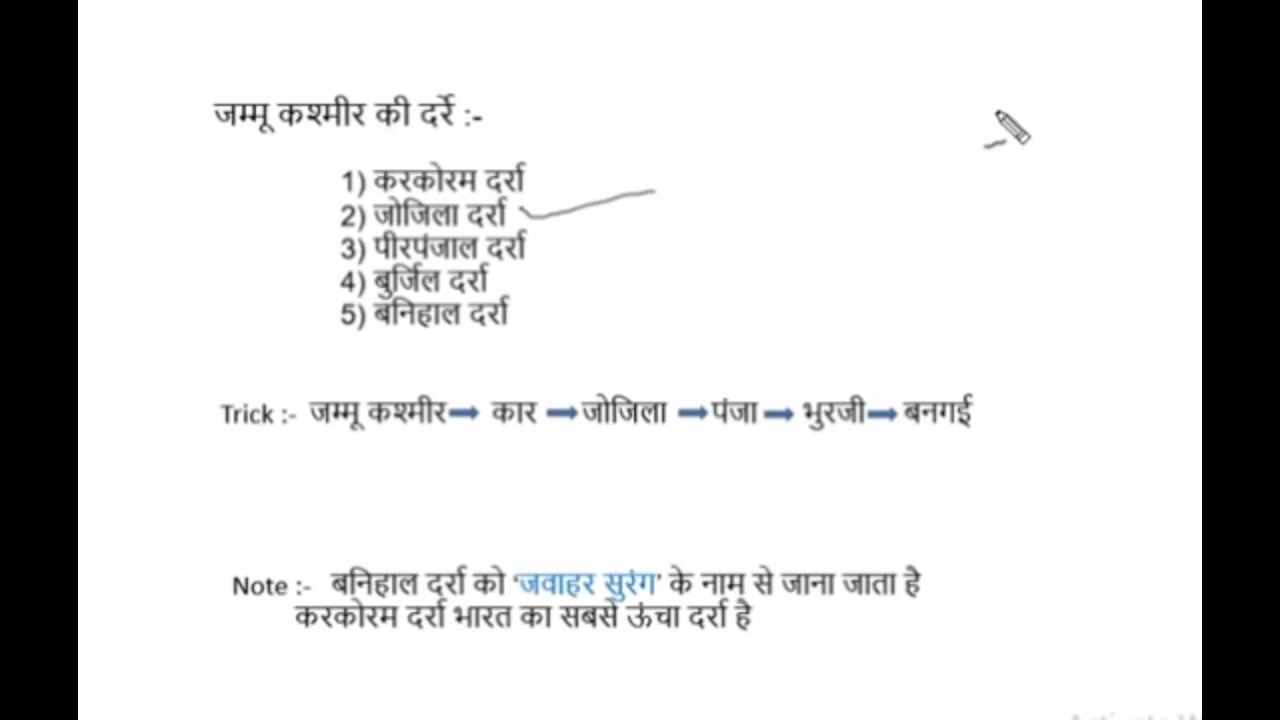 जम्मू कश्मीर की दर्रे :-
1) करकोरम दर्रा
2) जोजिला दर्रा
3) पीरपंजाल दर्रा
4) बुर्जिल दर्रा
5) बनिहाल दर्रा
Trick :- जम्मू कश्मीर➡ कार ➡जोजिला ➡पंजा➡ भुरजी➡ बनगई
Note :- बनिहाल दर्रा को ‘जवाहर सुरंग’ के नाम से जाना जाता है
करकोरम दर्रा भारत का सबसे ऊंचा दर्रा है